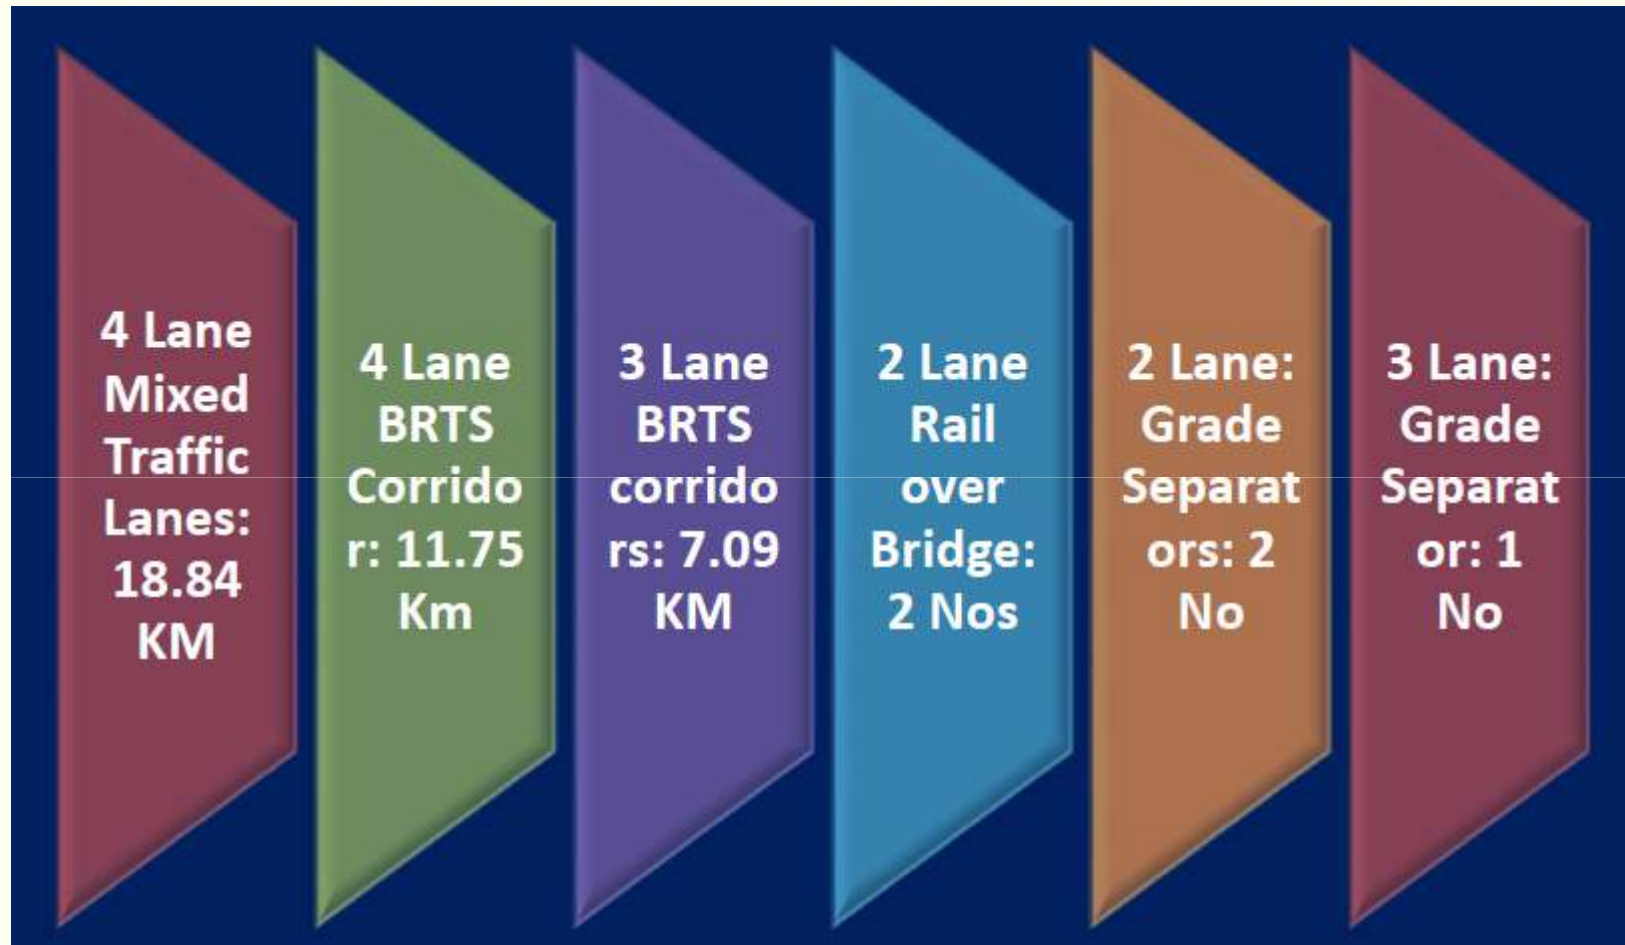 4 Lane
Mixed
Traffic
Lanes:
18.84
KM
4 Lane
BRTS
Corrido
r: 11.75
Km
3 Lane
BRTS
corrido
rs: 7.09
KM
2 Lane
Rail
over
Bridge:
2 Nos
2 Lane:
Grade
Separat
ors: 2
No
3 Lane:
Grade
Separat
or: 1
No